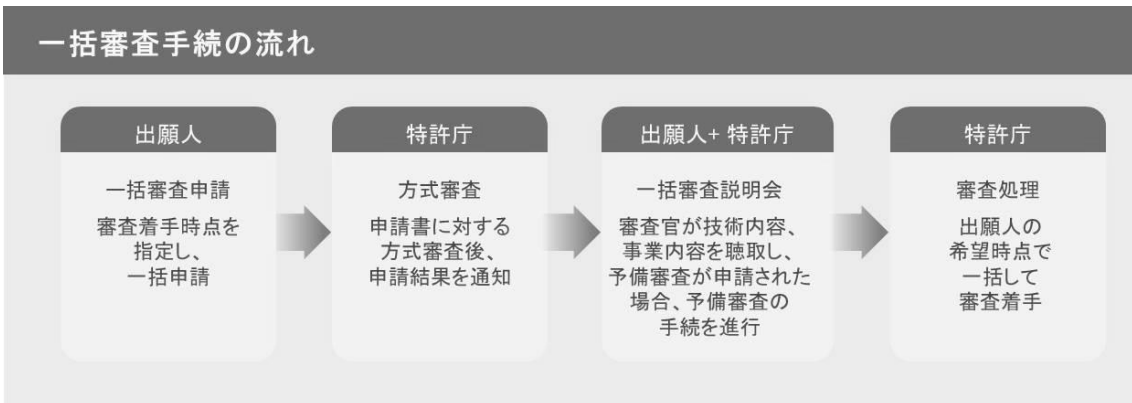 一括審査手続の流れ
出願人
一括審査申請
審査着手時点を
指定し、
一括申請
特許庁
方式審査
申請書に対する
方式審査後、
申請結果を通知
出願人+ 特許庁
一括審査説明会
審査官が技術内容、
事業内容を聴取し、
予備審査が申請された
場合、予備審査の
手続を進行
特許庁
審査処理
出願人の
希望時点で
一括して
審査着手